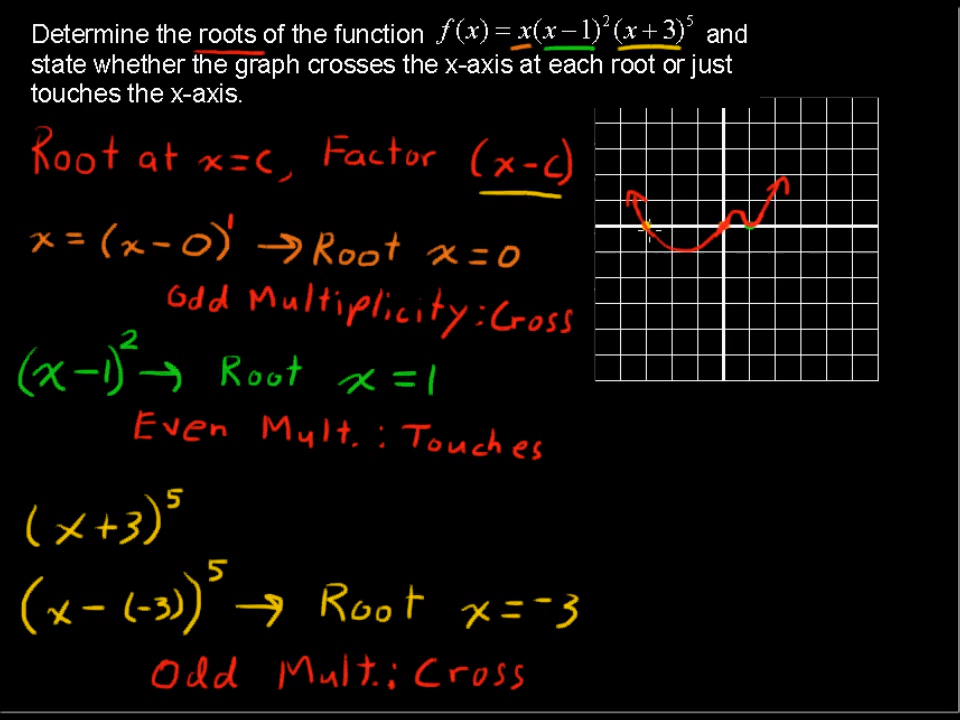 Determine the roots of the function f(x) = x(x−1)²(x+3)⁵ and
state whether the graph crosses the x-axis at each root or just
touches the x-axis.
Root at x=c, Factor (x-c)
x = (x-0)¹ → Root x=0
Odd Multiplicity: Cross
(x-1)² → Root x=1
Even Mult.: Touches
(x+3)⁵
(x-(-3))⁵ → Root x=-3
Odd Mult.: Cross